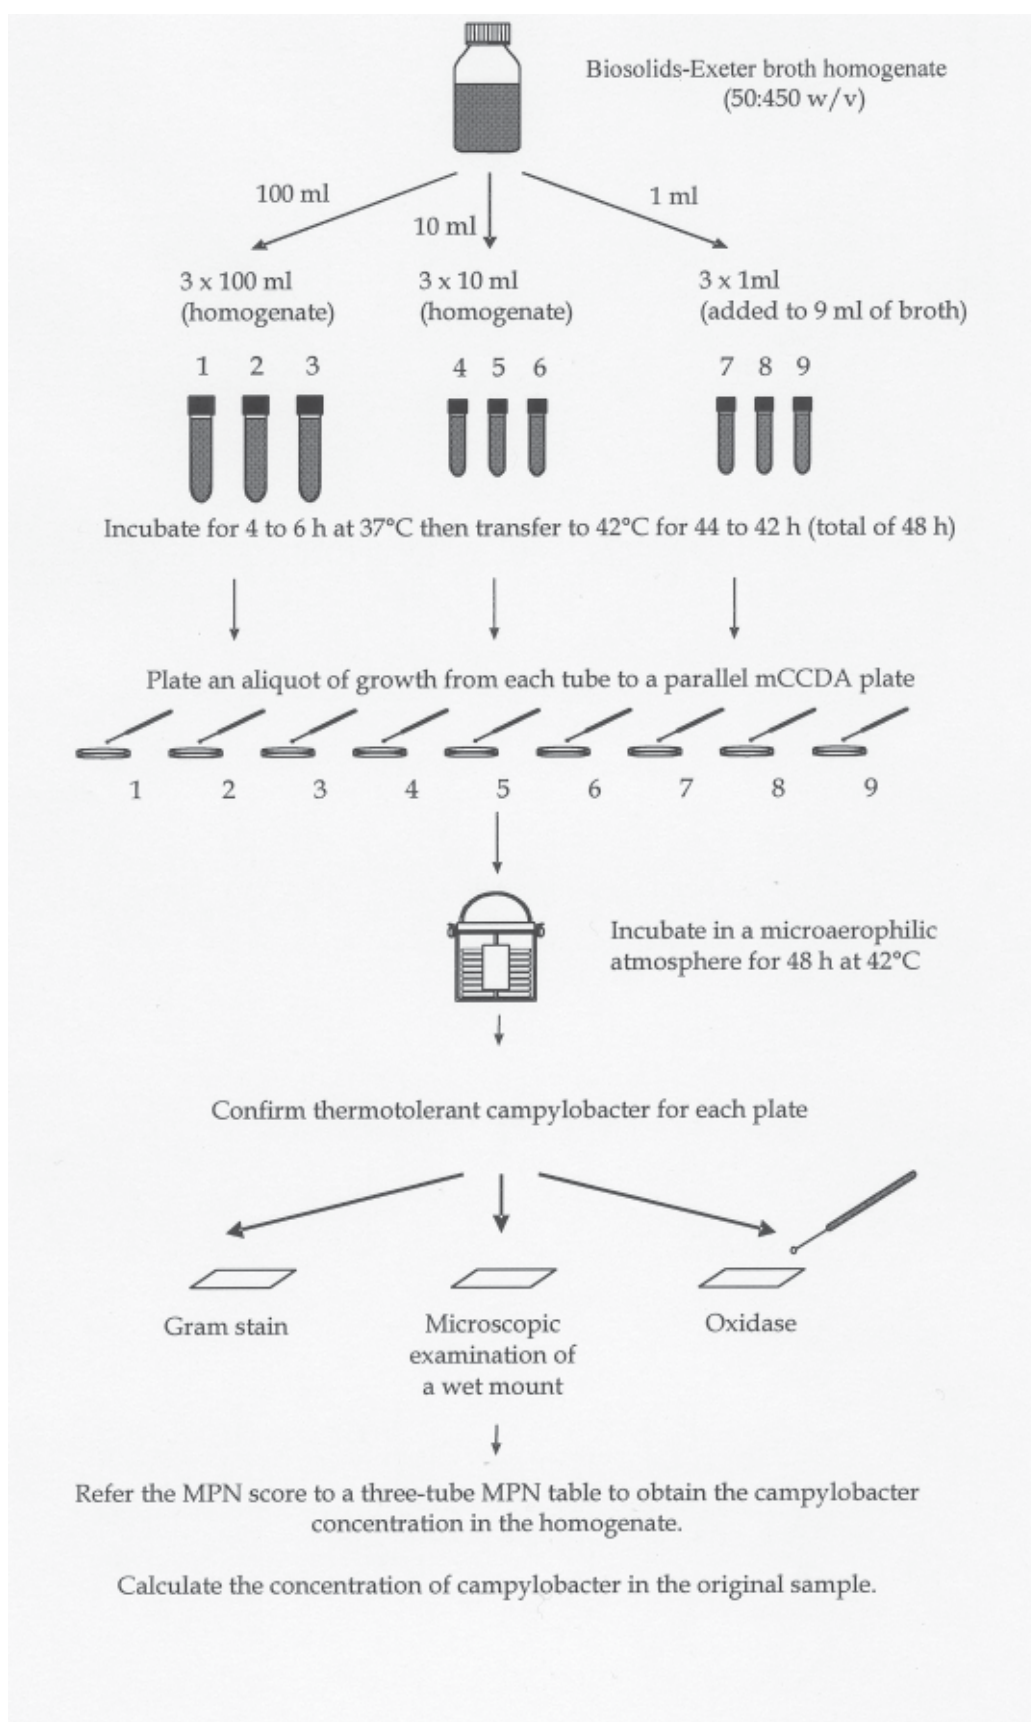 Biosolids-Exeter broth homogenate
(50:450 w/v)
100 ml
10 ml
1 ml
3 x 100 ml
(homogenate)
3 x 10 ml
(homogenate)
3 x 1ml
(added to 9 ml of broth)
1 2 3
4 5 6
7 8 9
Incubate for 4 to 6 h at 37°C then transfer to 42°C for 44 to 42 h (total of 48 h)
Plate an aliquot of growth from each tube to a parallel mCCDA plate
1 2 3 4 5 6 7 8 9
Incubate in a microaerophilic
atmosphere for 48 h at 42°C
Confirm thermotolerant campylobacter for each plate
Gram stain
Microscopic
examination of
a wet mount
Oxidase
Refer the MPN score to a three-tube MPN table to obtain the campylobacter
concentration in the homogenate.
Calculate the concentration of campylobacter in the original sample.